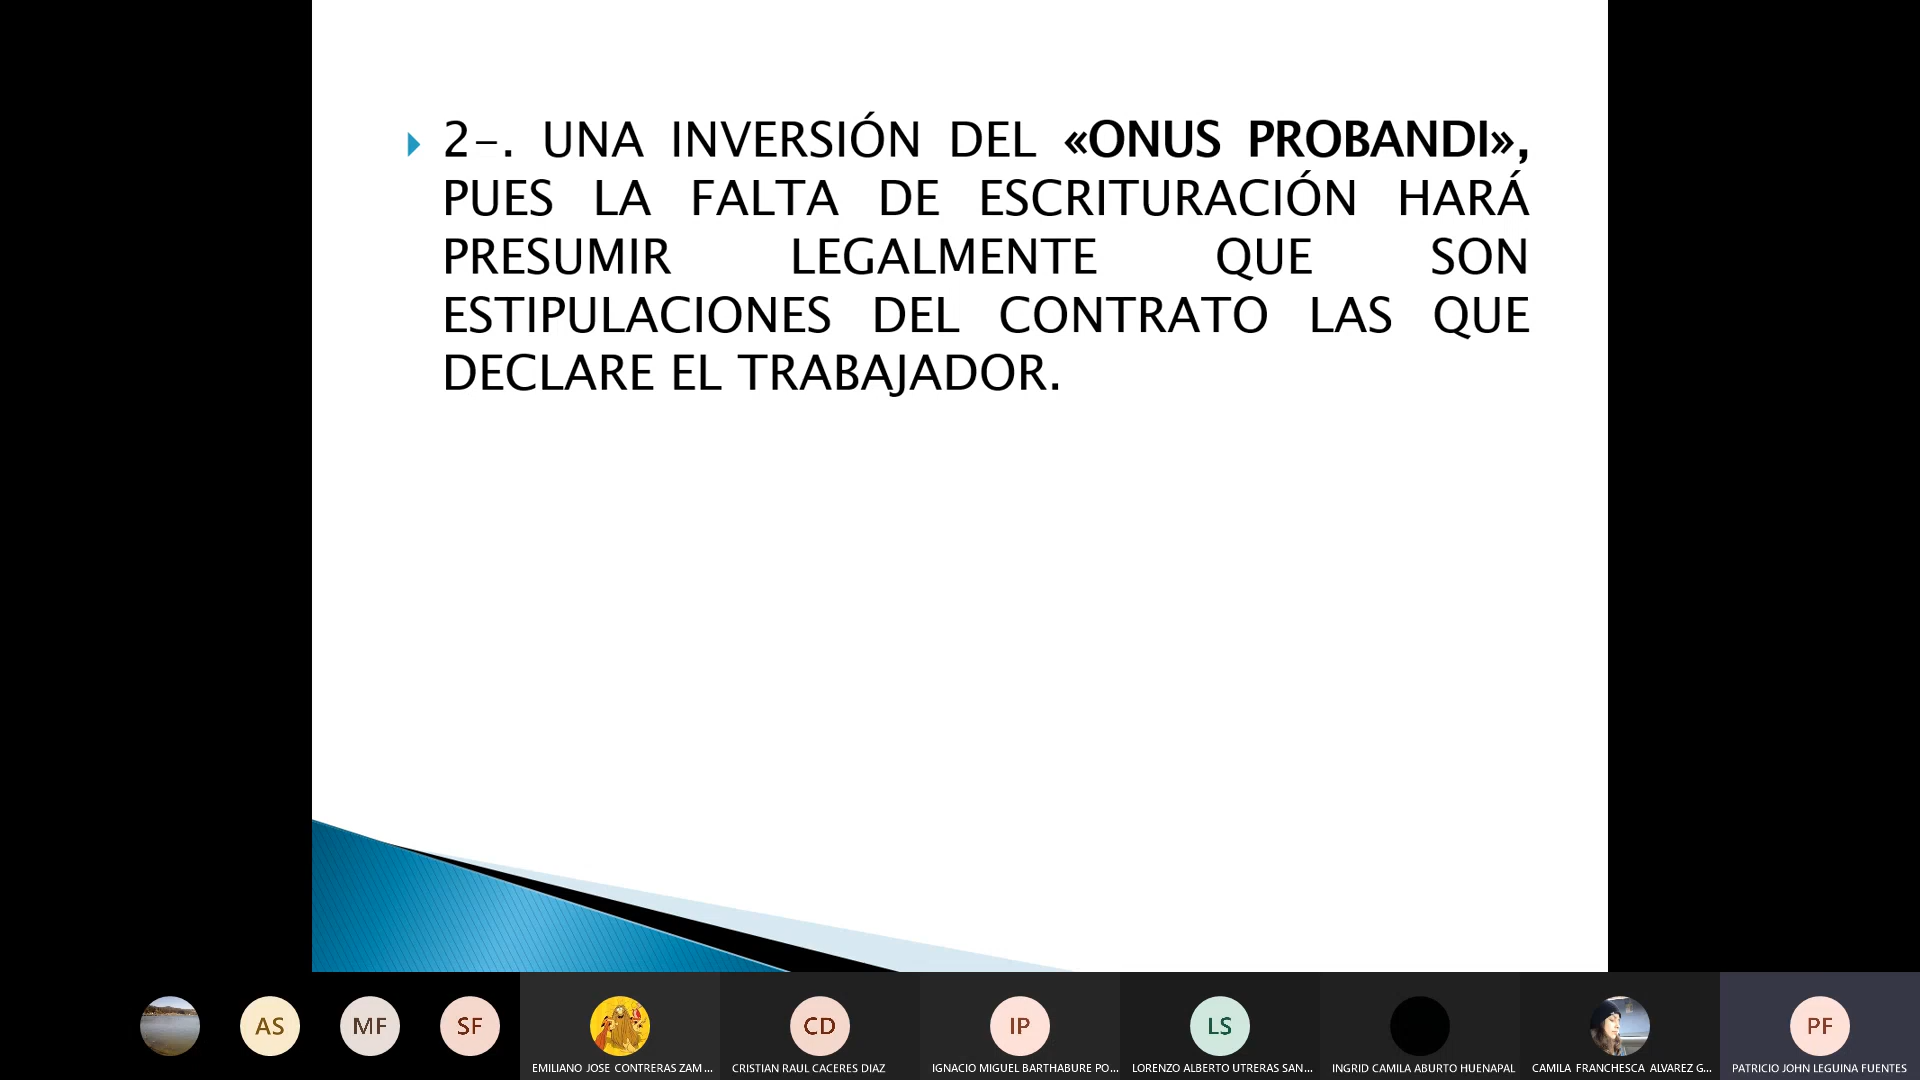 2-. UNA INVERSIÓN DEL «ONUS PROBANDI»,
PUES LA FALTA DE ESCRITURACIÓN HARÁ
PRESUMIR LEGALMENTE QUE SON
ESTIPULACIONES DEL CONTRATO LAS QUE
DECLARE EL TRABAJADOR.
AS
MF
SF
CD
IP
LS
PF
EMILIANO JOSE CONTRERAS ZAM...
CRISTIAN RAUL CACERES DIAZ
IGNACIO MIGUEL BARTHABURE PO...
LORENZO ALBERTO UTRERAS SAN...
INGRID CAMILA ABURTO HUENAPAL
CAMILA FRANCHESCA ALVAREZ G...
PATRICIO JOHN LEGUINA FUENTES